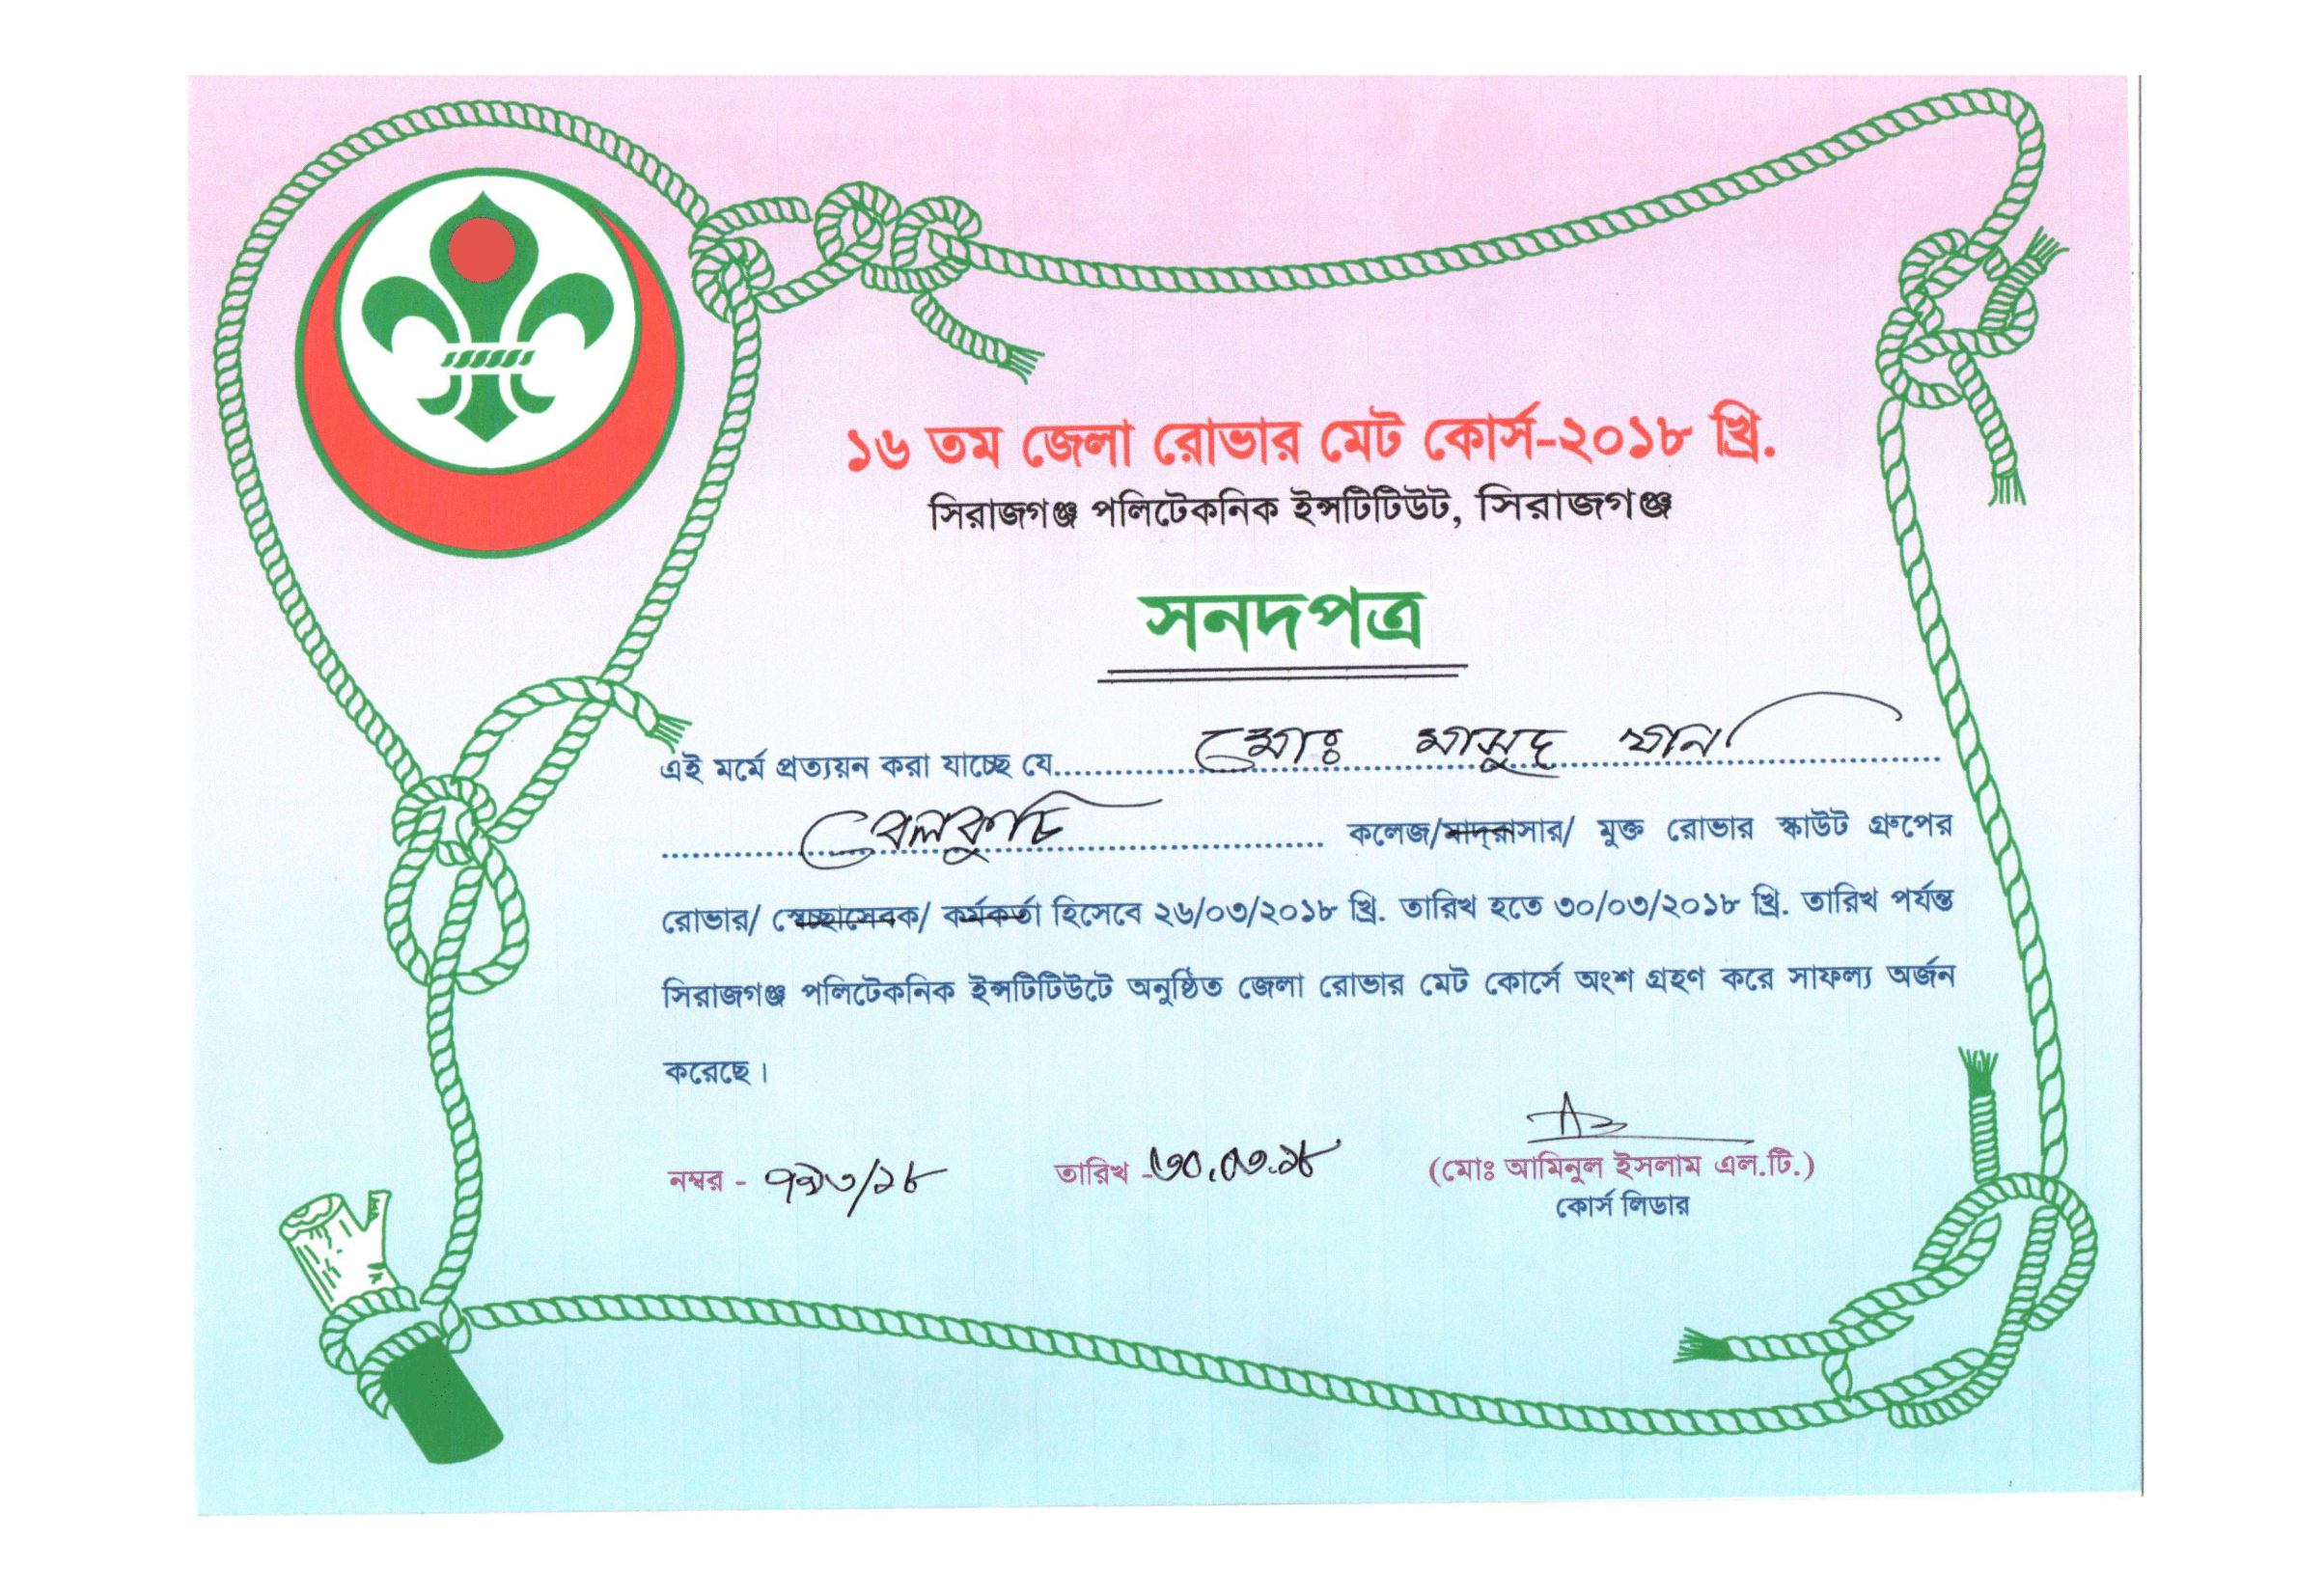 ১৬ তম জেলা রোভার মেট কোর্স-২০১৮ খ্রি.
সিরাজগঞ্জ পলিটেকনিক ইন্সটিটিউট, সিরাজগঞ্জ
সনদপত্র
এই মর্মে প্রত্যয়ন করা যাচ্ছে যে মোঃ মাসুদ খান
বেলকুচি কলেজ/মাদ্রাসার/ মুক্ত রোভার স্কাউট গ্রুপের
রোভার/ স্বেচ্ছাসেবক/ কর্মকর্তা হিসেবে ২৬/০৩/২০১৮ খ্রি. তারিখ হতে ৩০/০৩/২০১৮ খ্রি. তারিখ পর্যন্ত
সিরাজগঞ্জ পলিটেকনিক ইন্সটিটিউটে অনুষ্ঠিত জেলা রোভার মেট কোর্সে অংশ গ্রহণ করে সাফল্য অর্জন
করেছে।
নম্বর - ৭৯৩/১৮ তারিখ - ৩০.০৩.১৮ (মোঃ আমিনুল ইসলাম এল.টি.)
কোর্স লিডার